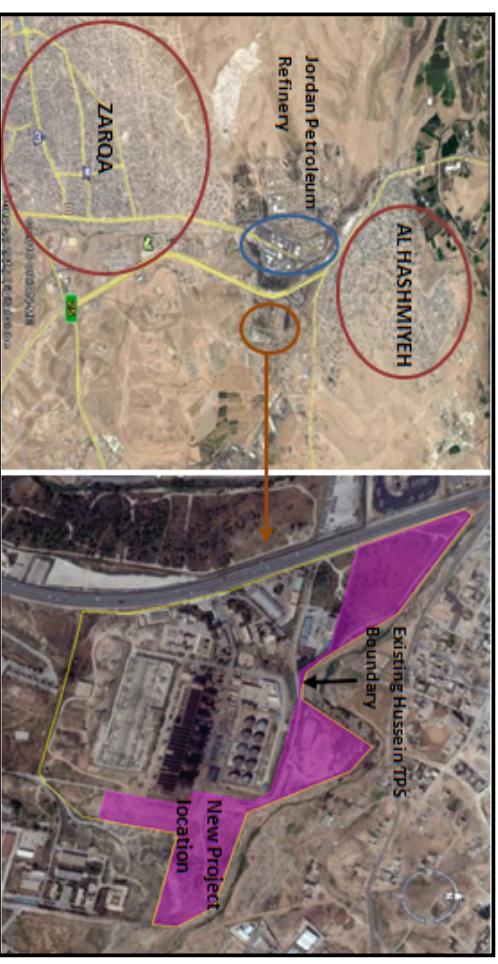 Jordan Petroleum
Refinery
AL HASHMIYEH
ZARQA
Existing Hussein TPS
Boundary
New Project
location
N